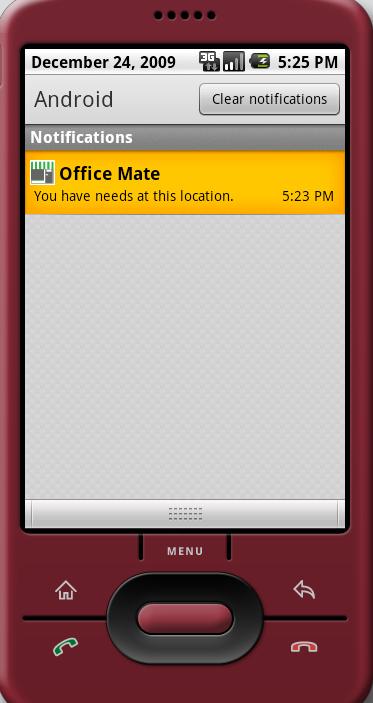 December 24, 2009 3G 5:25 PM
Android Clear notifications
Notifications
Office Mate
You have needs at this location. 5:23 PM
MENU